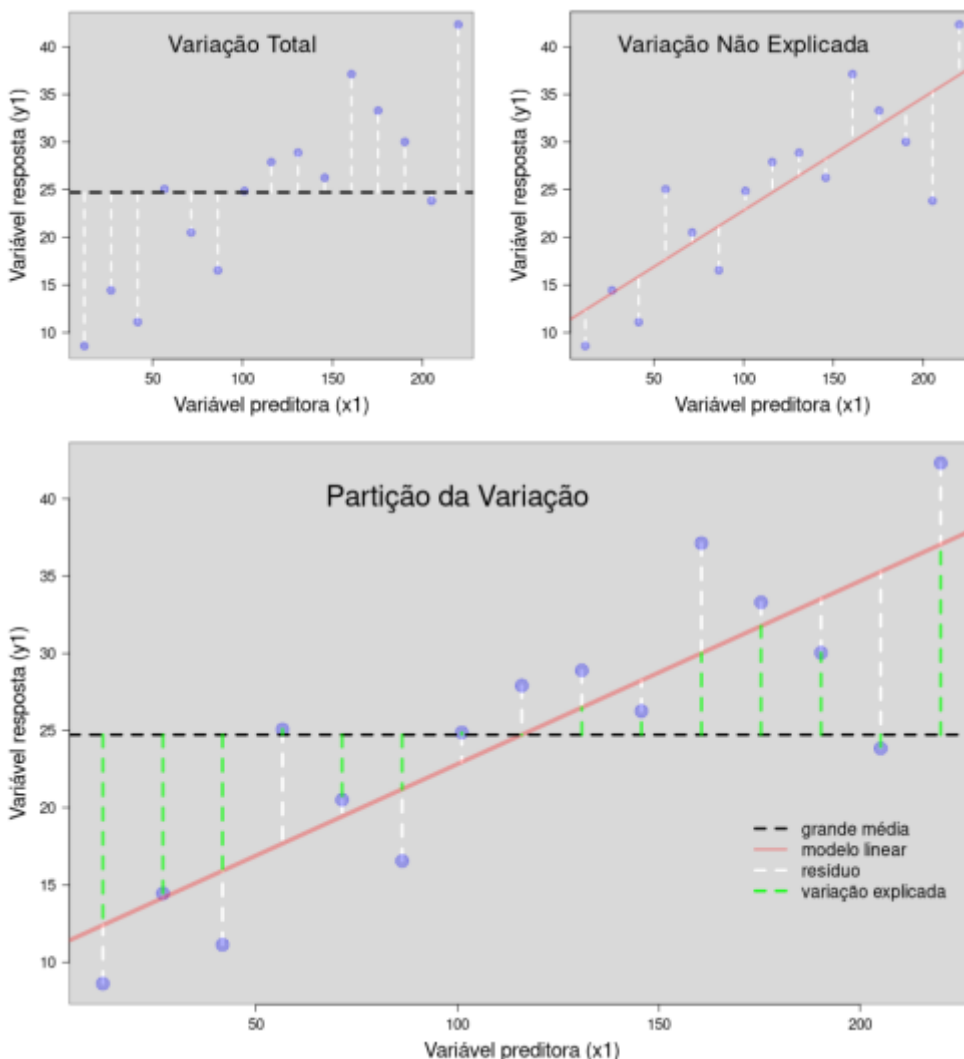 Variação Total
Variável resposta (y1)
40
35
30
25
20
15
10
50
100
150
200
Variável preditora (x1)
Variação Não Explicada
Variável resposta (y1)
40
35
30
25
20
15
10
50
100
150
200
Variável preditora (x1)
Partição da Variação
Variável resposta (y1)
40
35
30
25
20
15
10
grande média
modelo linear
resíduo
variação explicada
50
100
150
200
Variável preditora (x1)